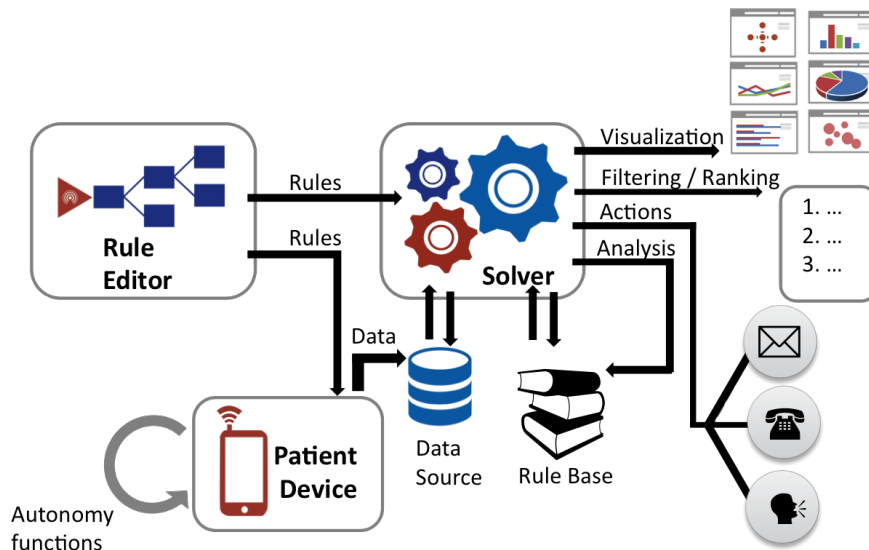 Visualization
Filtering / Ranking
Actions
Analysis
1. ...
2. ...
3. ...
Rules
Rules
Rule
Editor
Solver
Data
Data
Source
Rule Base
Patient
Device
Autonomy
functions